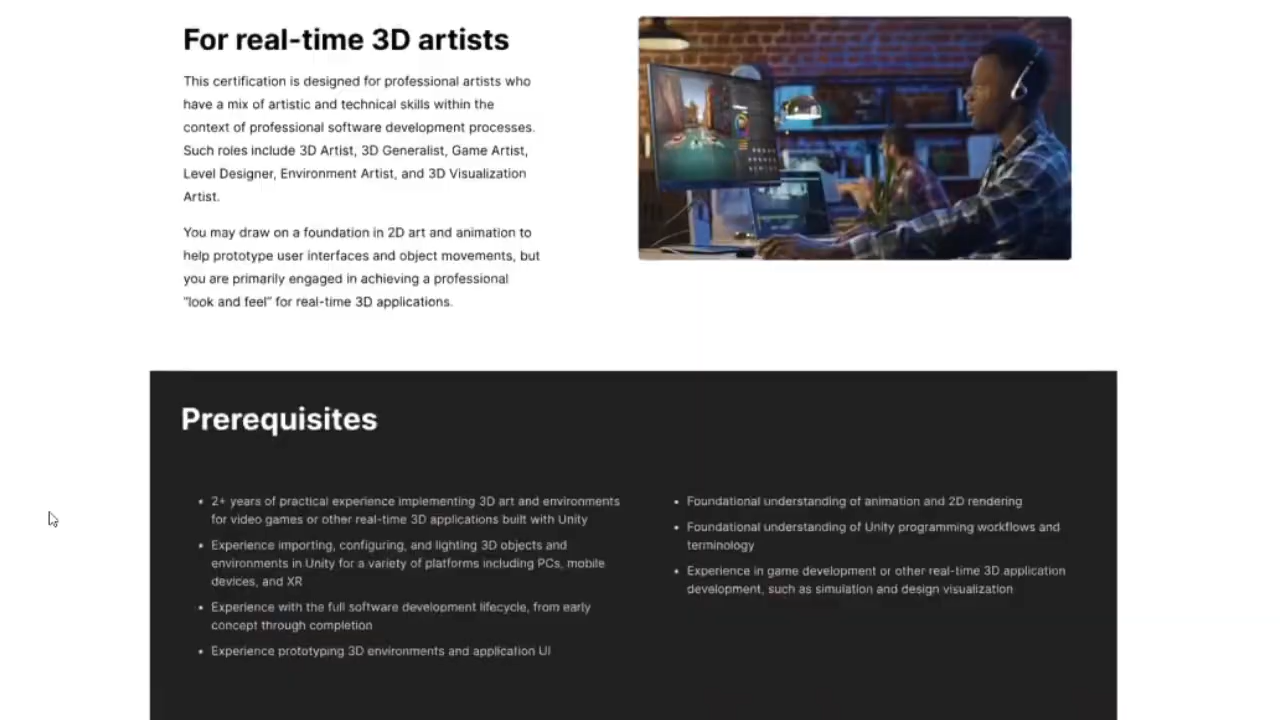 For real-time 3D artists
This certification is designed for professional artists who
have a mix of artistic and technical skills within the
context of professional software development processes.
Such roles include 3D Artist, 3D Generalist, Game Artist,
Level Designer, Environment Artist, and 3D Visualization
Artist.
You may draw on a foundation in 2D art and animation to
help prototype user interfaces and object movements, but
you are primarily engaged in achieving a professional
"look and feel" for real-time 3D applications.
Prerequisites
• 2+ years of practical experience implementing 3D art and environments
for video games or other real-time 3D applications built with Unity
• Experience importing, configuring, and lighting 3D objects and
environments in Unity for a variety of platforms including PCs, mobile
devices, and XR
• Experience with the full software development lifecycle, from early
concept through completion
• Experience prototyping 3D environments and application UI
• Foundational understanding of animation and 2D rendering
• Foundational understanding of Unity programming workflows and
terminology
• Experience in game development or other real-time 3D application
development, such as simulation and design visualization